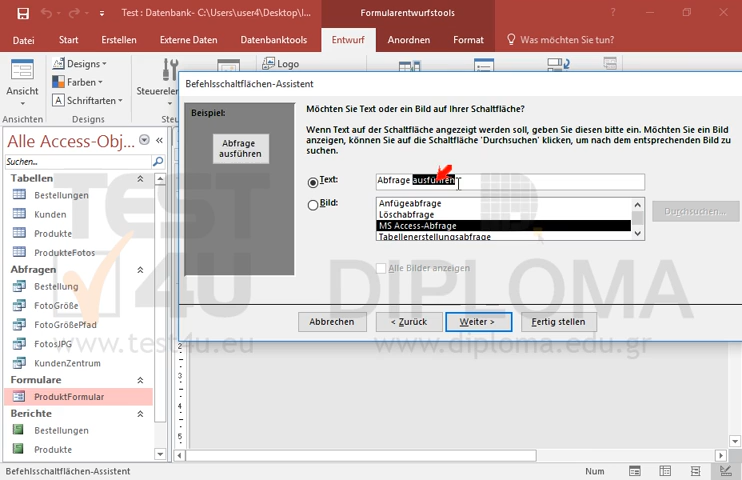 Test : Datenbank- C:\Users\user4\Desktop\I...
Formularentwurfstools
Datei
Start
Erstellen
Externe Daten
Datenbanktools
Entwurf
Anordnen
Format
Was möchten Sie tun?
Ansicht
Designs
Farben
Schriftarten
Steuerelemente
Logo
Ansichten
Designs
Befehlsschaltflächen-Assistent
Beispiel:
Abfrage
ausführen
Möchten Sie Text oder ein Bild auf Ihrer Schaltfläche?
Wenn Text auf der Schaltfläche angezeigt werden soll, geben Sie diesen bitte ein. Möchten Sie ein Bild
anzeigen, können Sie auf die Schaltfläche 'Durchsuchen' klicken, um nach dem entsprechenden Bild zu
suchen.
Text:
Abfrage ausführen
Bild:
Anfügeabfrage
Löschabfrage
MS Access-Abfrage
Tabellenerstellungsabfrage
Durchsuchen...
Alle Bilder anzeigen
Abbrechen
< Zurück
Weiter >
Fertig stellen
Alle Access-Obj...
Suchen...
Tabellen
Bestellungen
Kunden
Produkte
ProdukteFotos
Abfragen
Bestellung
FotoGröße
FotoGrößePfad
FotosJPG
KundenZentrum
Formulare
ProduktFormular
Berichte
Bestellungen
Produkte
2
3
4
5
TEST
4U
DIPLOMA
www.test4u.eu
www.diploma.edu.gr
Befehlsschaltflächen-Assistent
Num